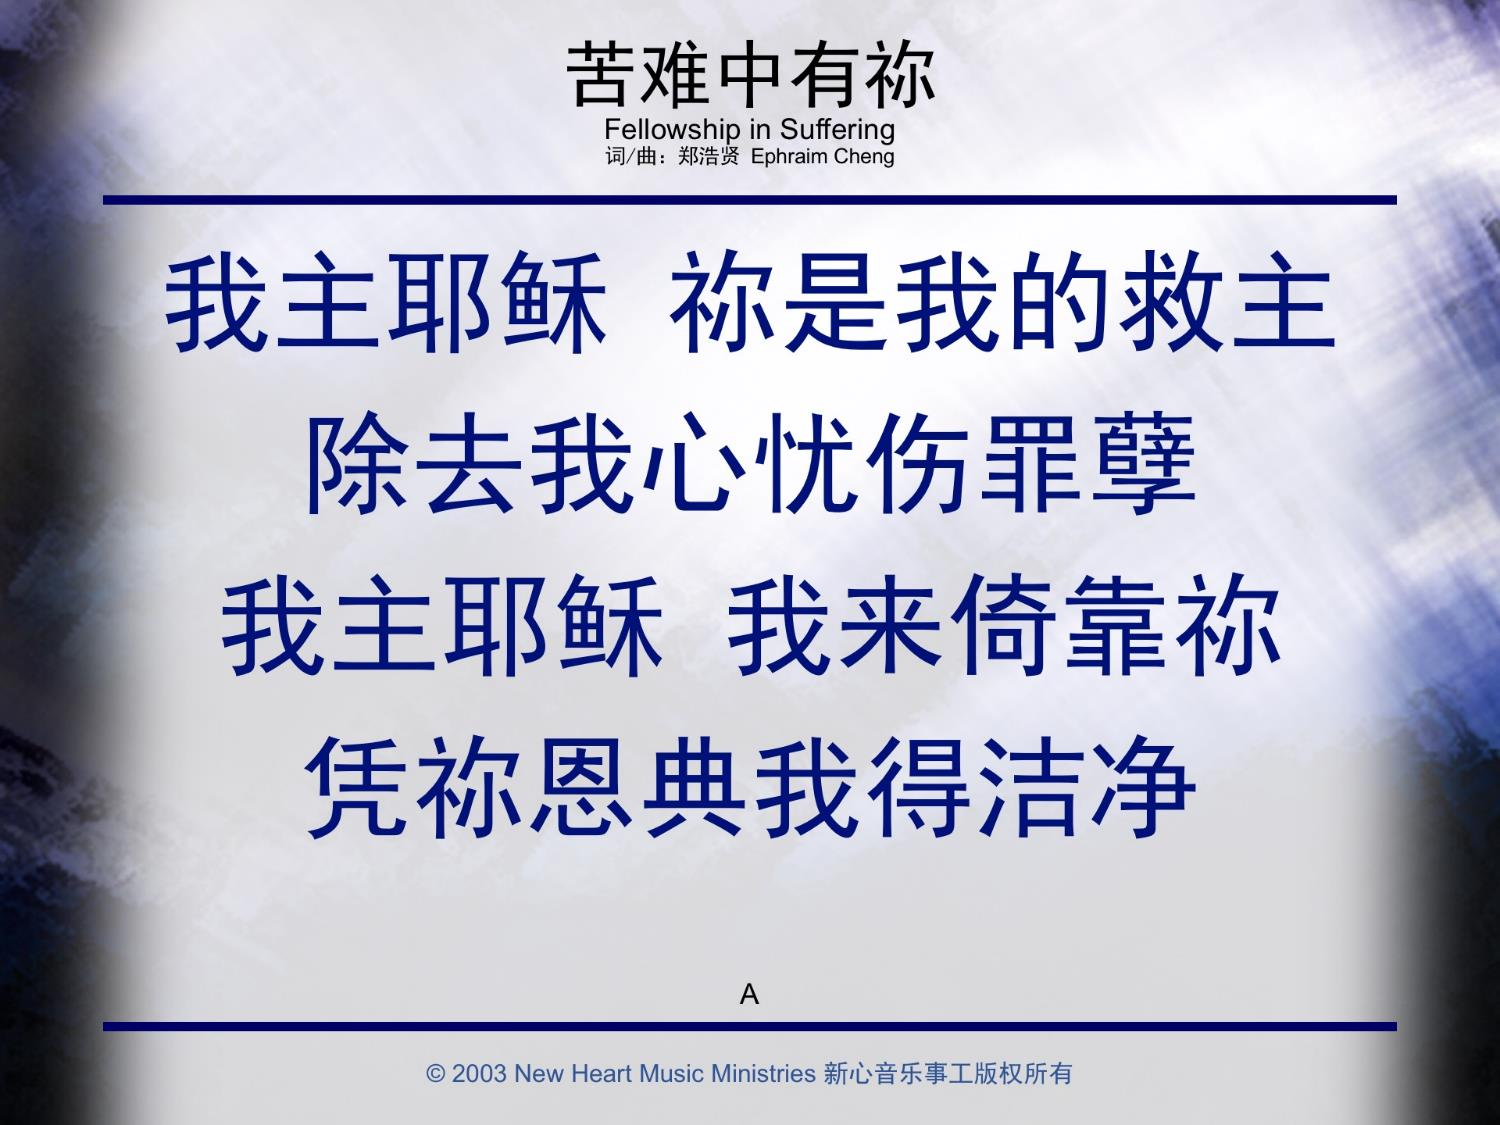 苦难中有祢
Fellowship in Suffering
词/曲：郑浩贤 Ephraim Cheng
我主耶稣 祢是我的救主
除去我心忧伤罪孽
我主耶稣 我来倚靠祢
凭祢恩典我得洁净
A
© 2003 New Heart Music Ministries 新心音乐事工版权所有